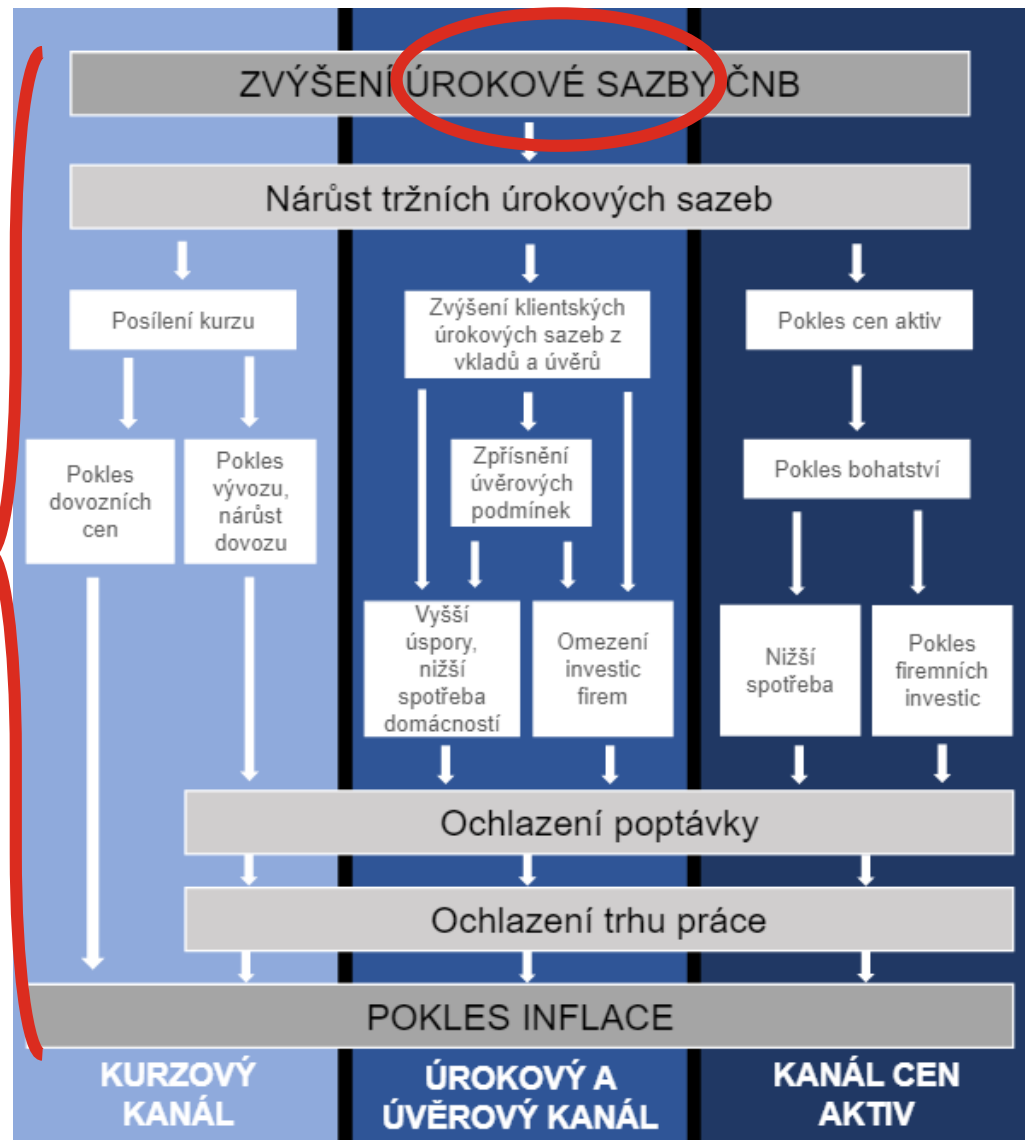 ZVÝŠENÍ ÚROKOVÉ SAZBY ČNB
Nárůst tržních úrokových sazeb
Posílení kurzu
Zvýšení klientských
úrokových sazeb z
vkladů a úvěrů
Pokles cen aktiv
Pokles
dovozních
cen
Pokles
vývozu,
nárůst
dovozu
Zpřísnění
úvěrových
podmínek
Pokles bohatství
Vyšší
úspory,
nižší
spotřeba
domácností
Omezení
investic
firem
Nižší
spotřeba
Pokles
firemních
investic
Ochlazení poptávky
Ochlazení trhu práce
POKLES INFLACE
KURZOVÝ
KANÁL
ÚROKOVÝ A
ÚVĚROVÝ KANÁL
KANÁL CEN
AKTIV